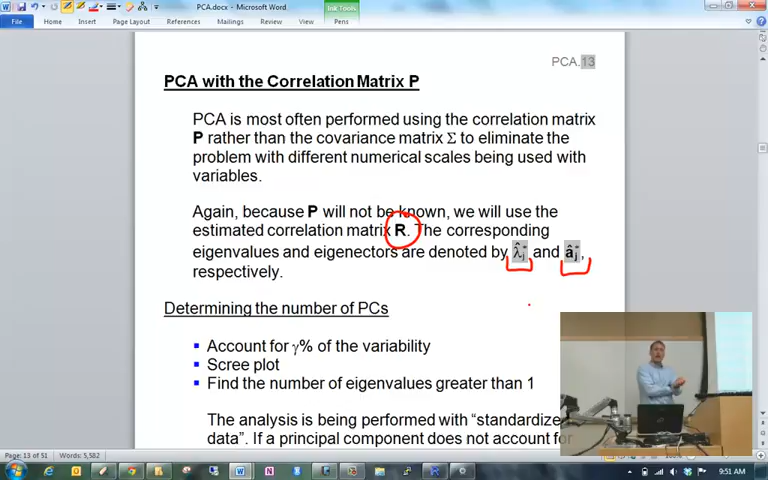 PCA.docx - Microsoft Word
Ink Tools
File Home Insert Page Layout References Mailings Review View Pens
PCA.13
PCA with the Correlation Matrix P
PCA is most often performed using the correlation matrix
P rather than the covariance matrix Σ to eliminate the
problem with different numerical scales being used with
variables.
Again, because P will not be known, we will use the
estimated correlation matrix R. The corresponding
eigenvalues and eigenectors are denoted by λ̂*j and â*j,
respectively.
Determining the number of PCs
▪ Account for γ% of the variability
▪ Scree plot
▪ Find the number of eigenvalues greater than 1
The analysis is being performed with “standardized
data”. If a principal component does not account for
Page: 13 of 51 Words: 5,582
9:51 AM